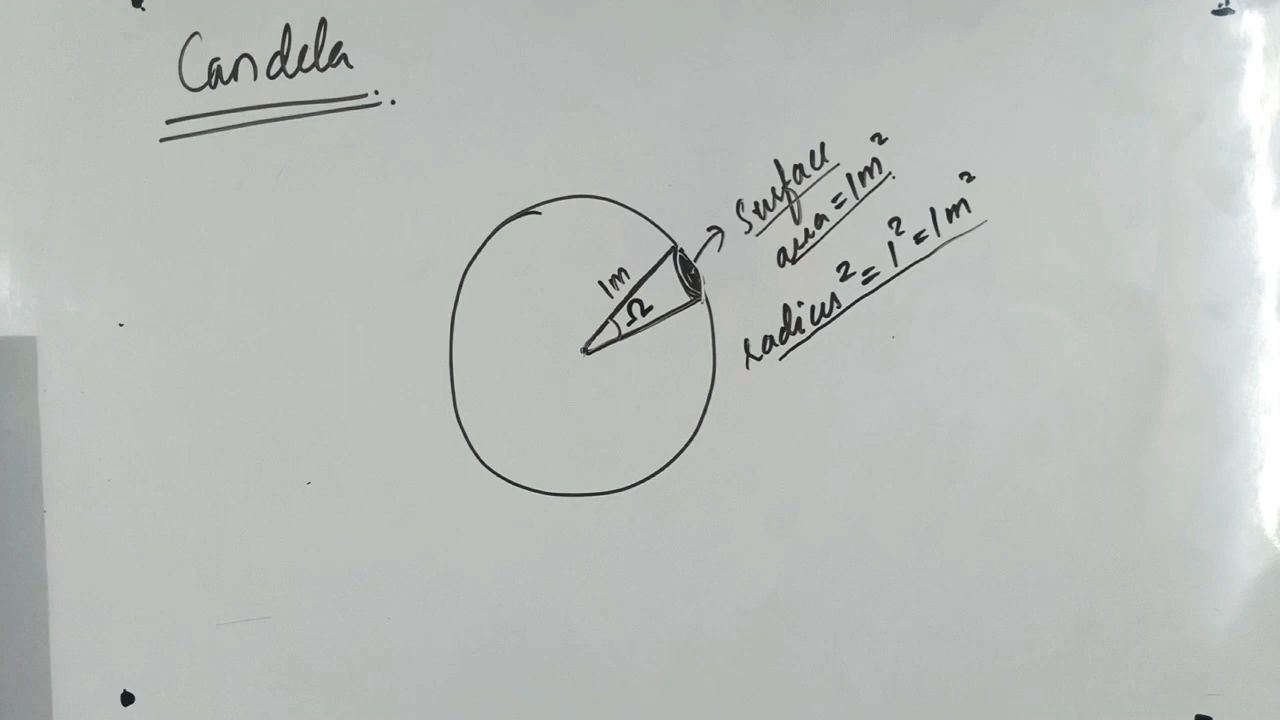 Candela
Surface
area = 1m²
radius² = 1² = 1m²
1m
Ω